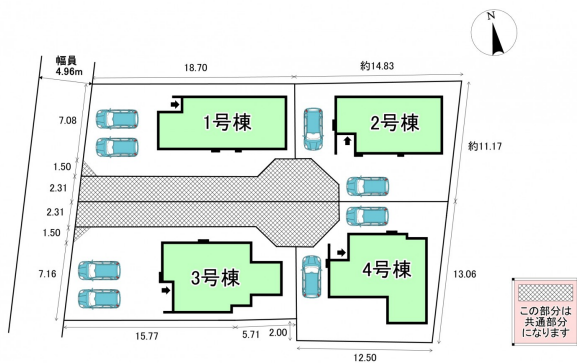 N
幅員
4.96m
18.70
約14.83
7.08
1号棟
2号棟
約11.17
1.50
2.31
2.31
1.50
7.16
3号棟
4号棟
13.06
15.77
5.71
2.00
12.50
この部分は
共通部分
になります